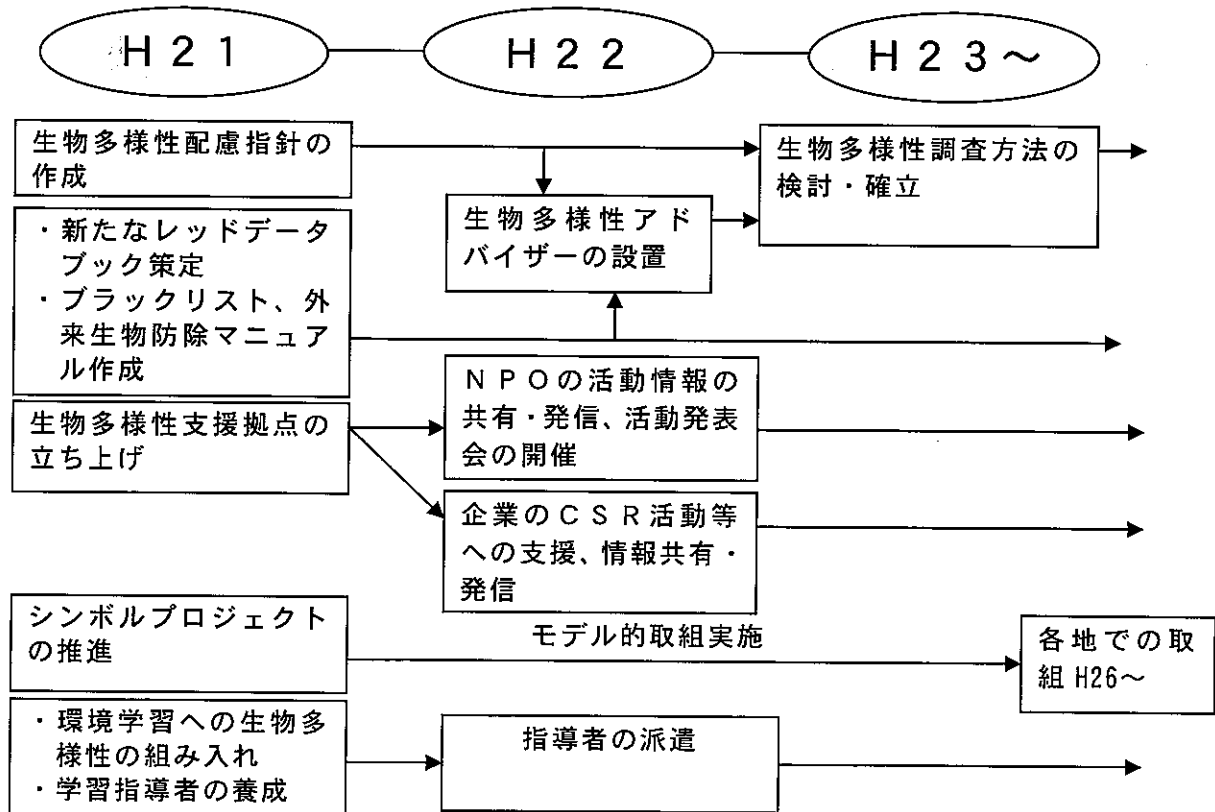 H21
H22
H23～
生物多様性配慮指針の
作成
生物多様性調査方法の
検討・確立
生物多様性アド
バイザーの設置
・新たなレッドデータ
ブック策定
・ブラックリスト、外
来生物防除マニュア
ル作成
NPOの活動情報の
共有・発信、活動発表
会の開催
生物多様性支援拠点の
立ち上げ
企業のCSR活動等
への支援、情報共有・
発信
シンボルプロジェクト
の推進
モデル的取組実施
各地での取
組H26～
・環境学習への生物多
様性の組み入れ
・学習指導者の養成
指導者の派遣